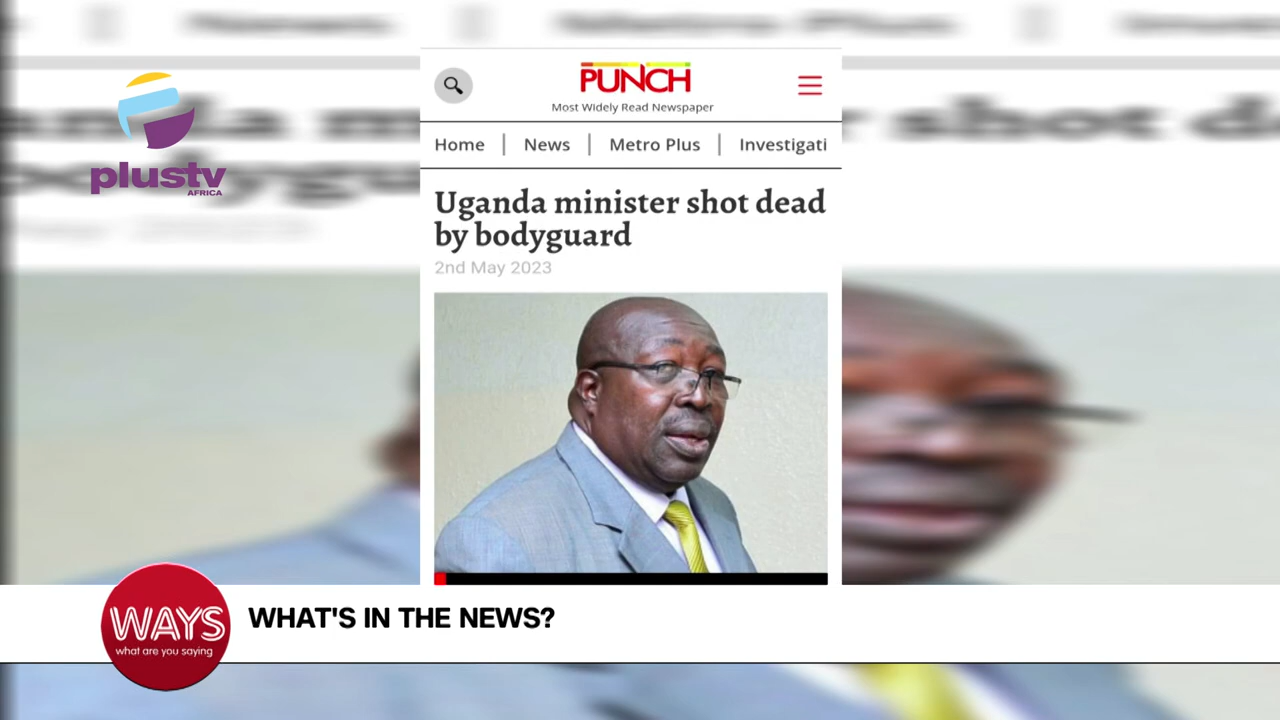 PUNCH
Most Widely Read Newspaper
Home | News | Metro Plus | Investigati
Uganda minister shot dead
by bodyguard
2nd May 2023
plustv
AFRICA
WAYS
what are you saying
WHAT'S IN THE NEWS?